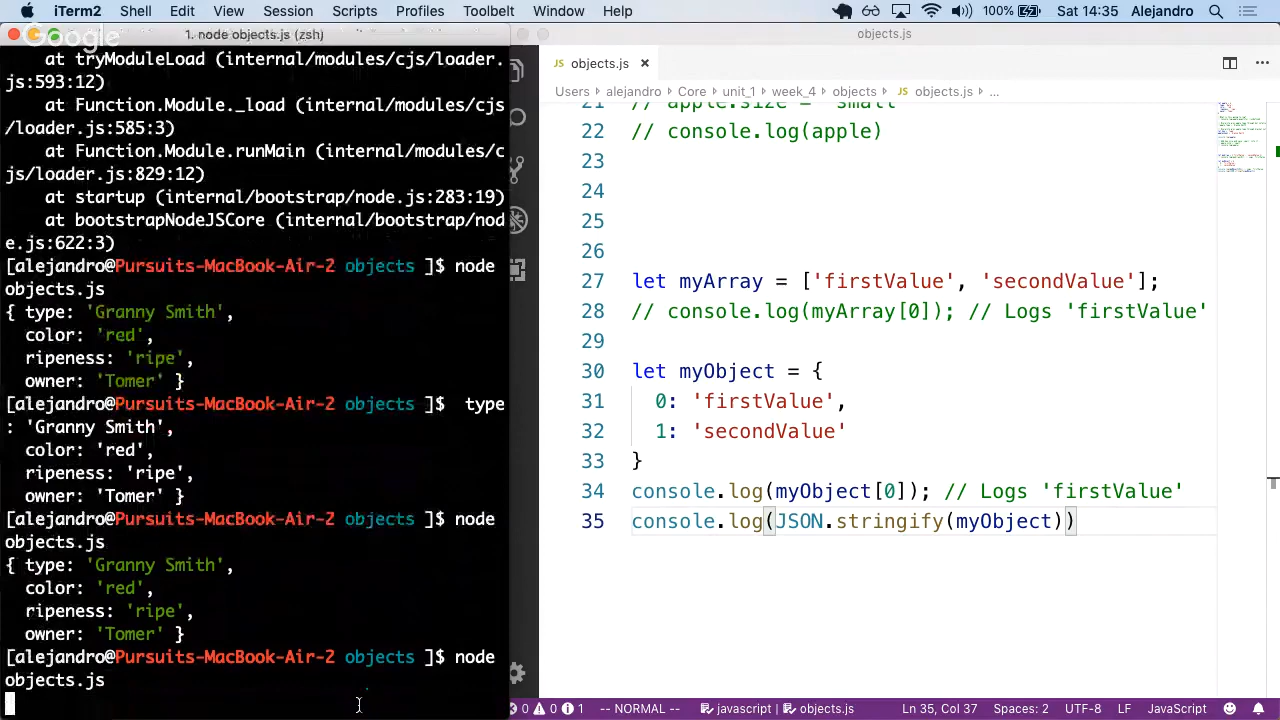 iTerm2 Shell Edit View Session Scripts Profiles Toolbelt Window Help 100% Sat 14:35 Alejandro
Google
1. node objects.js (zsh)
at tryModuleLoad (internal/modules/cjs/loader.
js:593:12)
at Function.Module._load (internal/modules/cjs
/loader.js:585:3)
at Function.Module.runMain (internal/modules/c
js/loader.js:829:12)
at startup (internal/bootstrap/node.js:283:19)
at bootstrapNodeJSCore (internal/bootstrap/nod
e.js:622:3)
[alejandro@Pursuits-MacBook-Air-2 objects ]$ node
objects.js
{ type: 'Granny Smith',
color: 'red',
ripeness: 'ripe',
owner: 'Tomer' }
[alejandro@Pursuits-MacBook-Air-2 objects ]$  type
: 'Granny Smith',
color: 'red',
ripeness: 'ripe',
owner: 'Tomer' }
[alejandro@Pursuits-MacBook-Air-2 objects ]$ node
objects.js
{ type: 'Granny Smith',
color: 'red',
ripeness: 'ripe',
owner: 'Tomer' }
[alejandro@Pursuits-MacBook-Air-2 objects ]$ node
objects.js
objects.js
JS objects.js ×
Users alejandro Core unit_1 week_4 objects JS objects.js ...
21 // apple.size = 'small'
22 // console.log(apple)
23
24
25
26
27 let myArray = ['firstValue', 'secondValue'];
28 // console.log(myArray[0]); // Logs 'firstValue'
29
30 let myObject = {
31 0: 'firstValue',
32 1: 'secondValue'
33 }
34 console.log(myObject[0]); // Logs 'firstValue'
35 console.log(JSON.stringify(myObject))
0 0 1 -- NORMAL -- javascript | objects.js Ln 35, Col 37 Spaces: 2 UTF-8 LF JavaScript